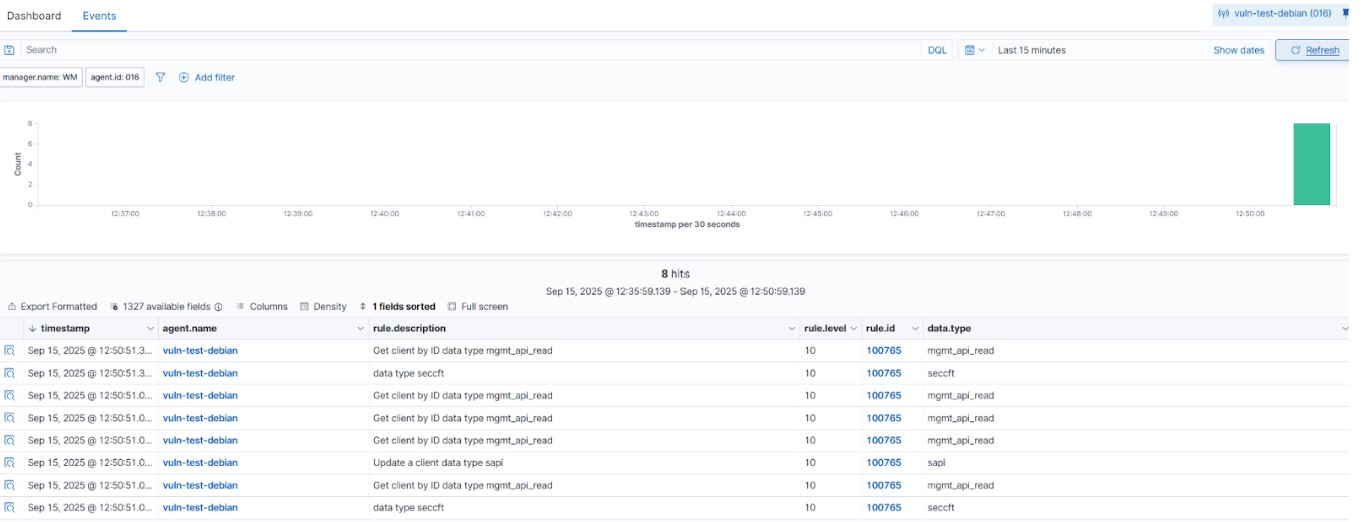 Dashboard Events vuln-test-debian (016)
Search DQL Last 15 minutes Show dates Refresh
manager.name: WM agent.id: 016 Add filter
8
6
4
2
0
Count
12:37:00 12:38:00 12:39:00 12:40:00 12:41:00 12:42:00 12:43:00 12:44:00 12:45:00 12:46:00 12:47:00 12:48:00 12:49:00 12:50:00
timestamp per 30 seconds
8 hits
Sep 15, 2025 @ 12:35:59.139 - Sep 15, 2025 @ 12:50:59.139
Export Formatted 1327 available fields Columns Density 1 fields sorted Full screen
timestamp agent.name rule.description rule.level rule.id data.type
Sep 15, 2025 @ 12:50:51.3... vuln-test-debian Get client by ID data type mgmt_api_read 10 100765 mgmt_api_read
Sep 15, 2025 @ 12:50:51.3... vuln-test-debian data type seccft 10 100765 seccft
Sep 15, 2025 @ 12:50:51.0... vuln-test-debian Get client by ID data type mgmt_api_read 10 100765 mgmt_api_read
Sep 15, 2025 @ 12:50:51.0... vuln-test-debian Get client by ID data type mgmt_api_read 10 100765 mgmt_api_read
Sep 15, 2025 @ 12:50:51.0... vuln-test-debian Get client by ID data type mgmt_api_read 10 100765 mgmt_api_read
Sep 15, 2025 @ 12:50:51.0... vuln-test-debian Update a client data type sapi 10 100765 sapi
Sep 15, 2025 @ 12:50:51.0... vuln-test-debian Get client by ID data type mgmt_api_read 10 100765 mgmt_api_read
Sep 15, 2025 @ 12:50:51.0... vuln-test-debian data type seccft 10 100765 seccft